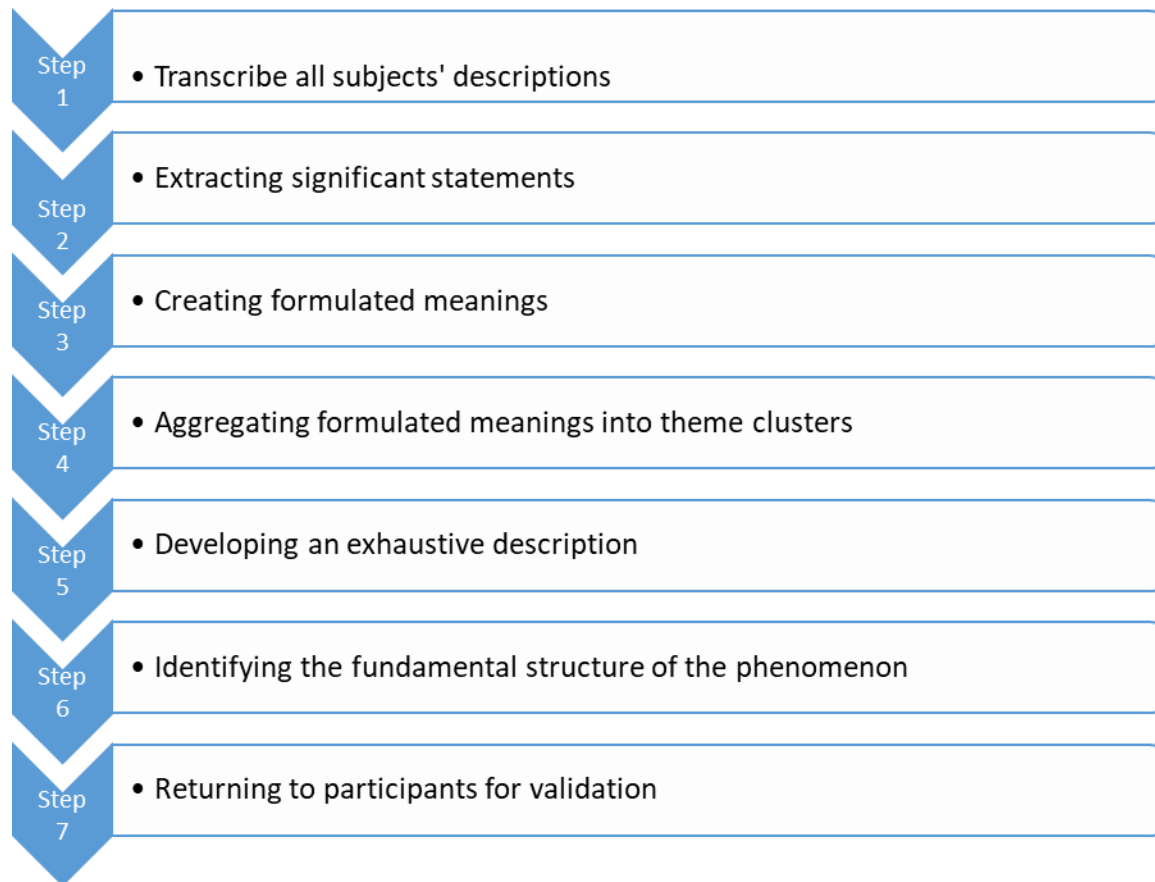 Step
1
• Transcribe all subjects' descriptions
Step
2
• Extracting significant statements
Step
3
• Creating formulated meanings
Step
4
• Aggregating formulated meanings into theme clusters
Step
5
• Developing an exhaustive description
Step
6
• Identifying the fundamental structure of the phenomenon
Step
7
• Returning to participants for validation